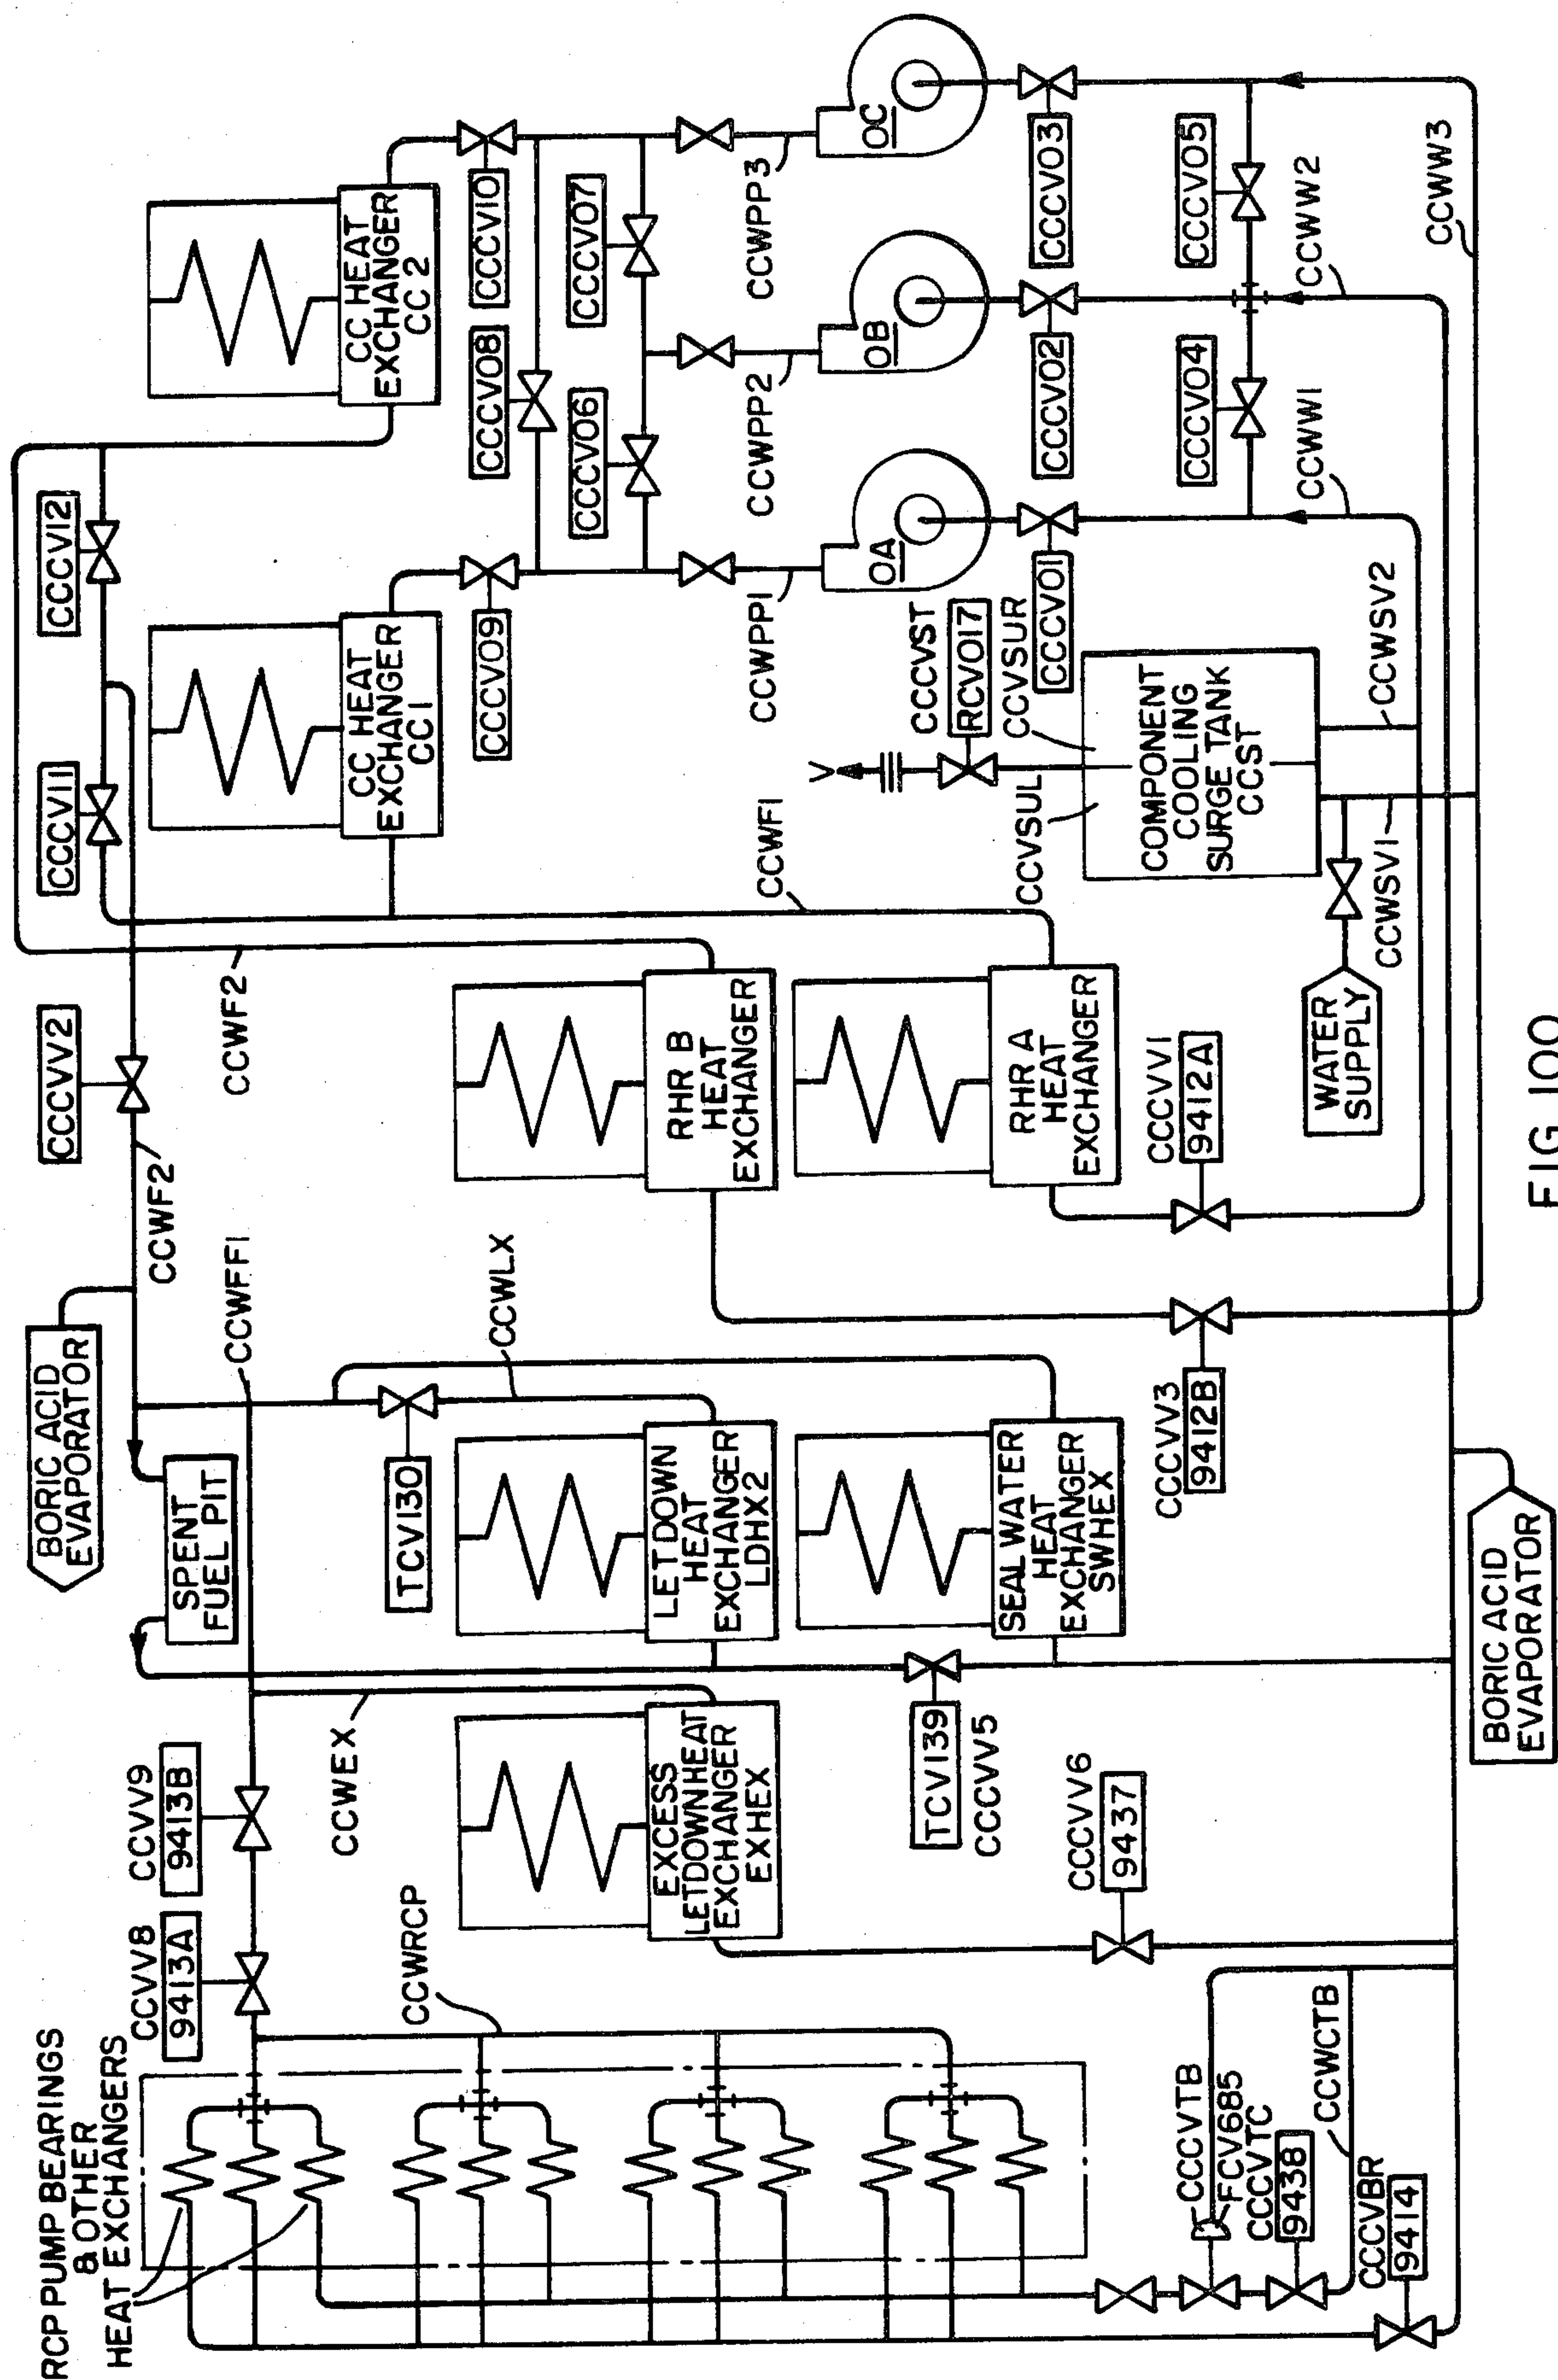 RCP PUMP BEARINGS
& OTHER
HEAT EXCHANGERS
CCVV8
9413A
CCVV9
9413B
SPENT
FUEL PIT
BORIC ACID
EVAPORATOR
CCWFF1
CCWF2
CCCVV2
CCCV11
CCCV12
CCWF2
CCWRCP
CCWEX
TCV130
CCWLX
EXCESS
LETDOWN HEAT
EXCHANGER
EXHEX
LETDOWN
HEAT
EXCHANGER
LDHX2
SEAL WATER
HEAT
EXCHANGER
SWHEX
RHR B
HEAT
EXCHANGER
RHR A
HEAT
EXCHANGER
CC HEAT
EXCHANGER
CC1
CC HEAT
EXCHANGER
CC2
CCCV09
CCCV08
CCCV10
CCCV06
CCCV07
CCWPP1
CCWPP2
CCWPP3
OA
OB
OC
CCWF1
V
CCCVST
RCV017
CCVSUR
CCVSUL
CCCV01
CCCV02
CCCV03
COMPONENT
COOLING
SURGE TANK
CCST
CCCV04
CCCV05
CCWW1
CCWW2
CCWW3
CCWSV1
CCWSV2
WATER
SUPPLY
CCCVV1
9412A
CCCVV3
9412B
TCV139
CCCVV5
CCCVV6
9437
CCCVTB
FCV685
CCCVTC
9438
CCWCTB
CCCVBR
9414
BORIC ACID
EVAPORATOR
FIG. 100